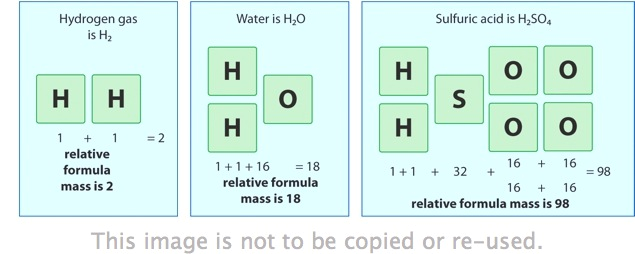 Hydrogen gas
is H₂
H H
1 + 1 = 2
relative
formula
mass is 2
Water is H₂O
H
O
H
1 + 1 + 16 = 18
relative formula
mass is 18
Sulfuric acid is H₂SO₄
H O O
S
H O O
16 + 16
1 + 1 + 32 + = 98
16 + 16
relative formula mass is 98
This image is not to be copied or re-used.